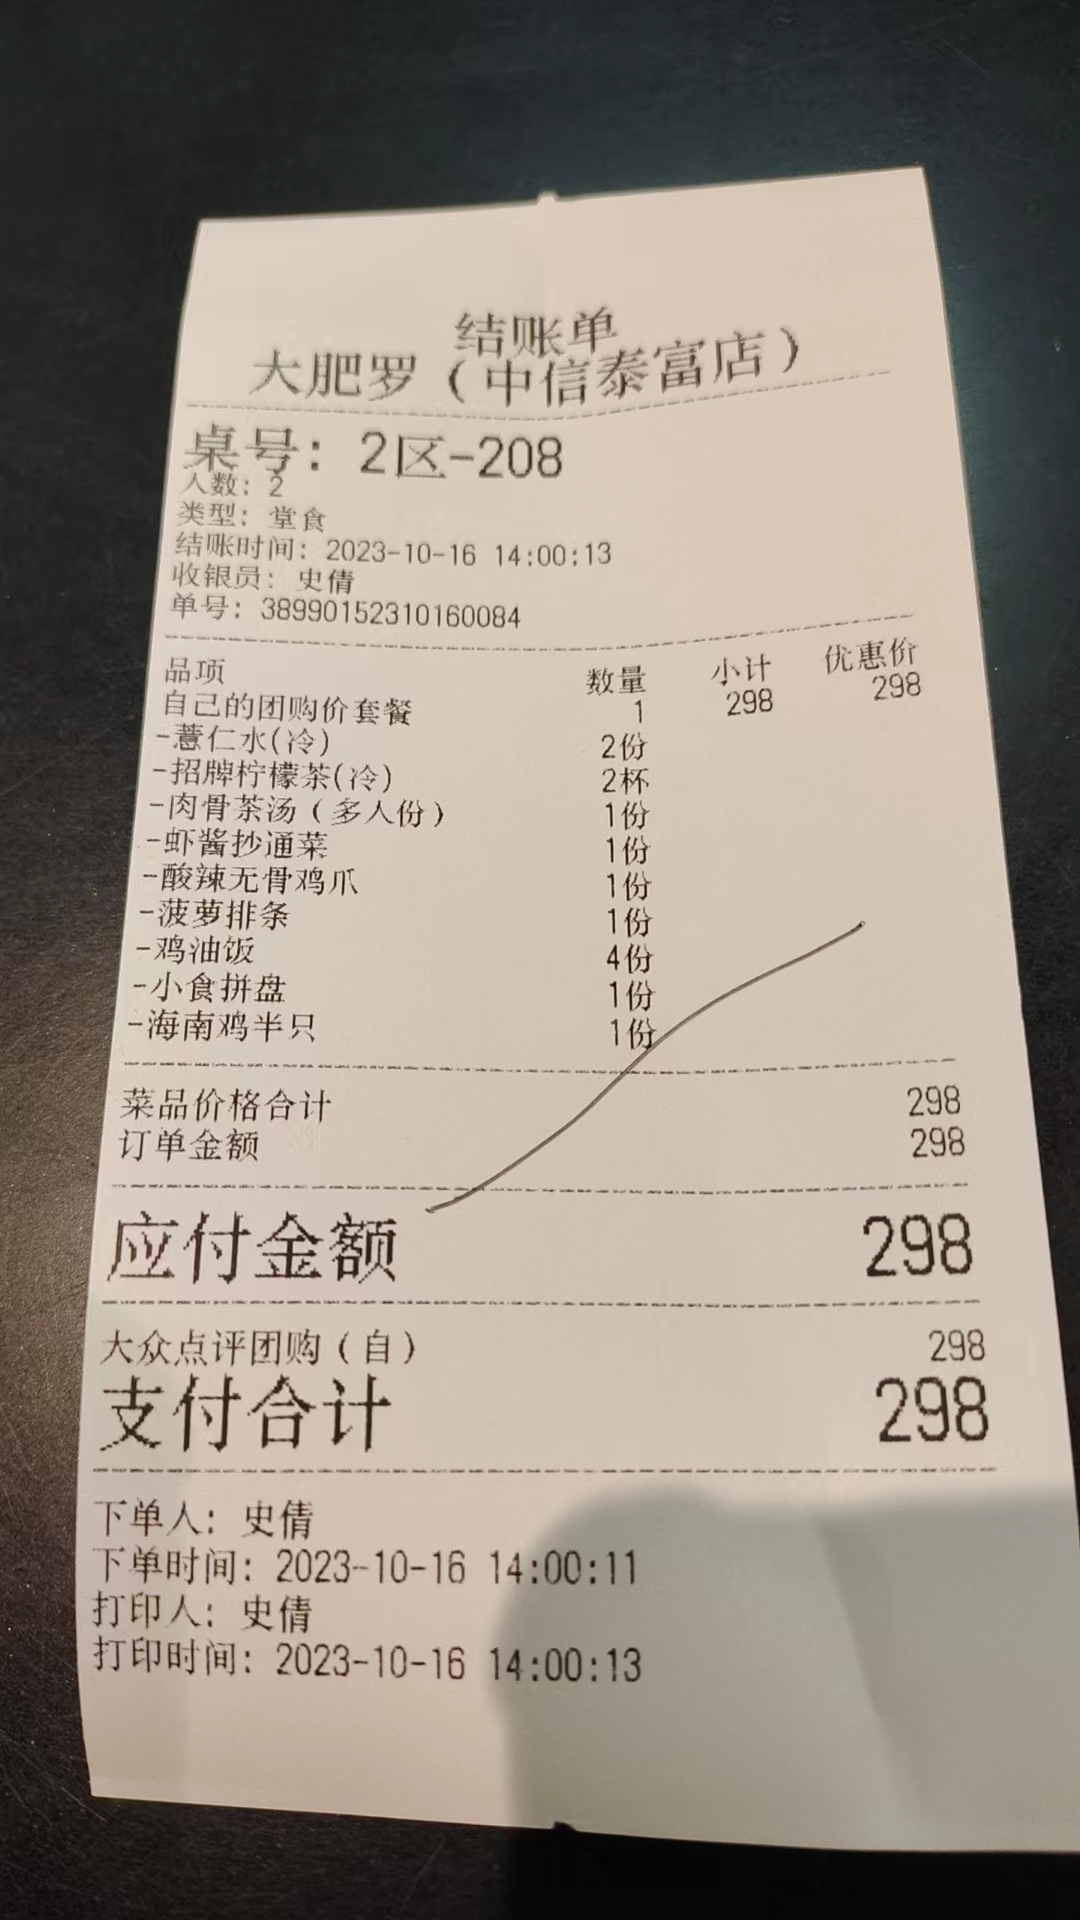 结账单
大肥罗（中信泰富店）
桌号：2区-208
人数：2
类型：堂食
结账时间：2023-10-16 14:00:13
收银员：史倩
单号：38990152310160084
品项 数量 小计 优惠价
自己的团购价套餐 1 298 298
-薏仁水(冷) 2份
-招牌柠檬茶(冷) 2杯
-肉骨茶汤（多人份） 1份
-虾酱抄通菜 1份
-酸辣无骨鸡爪 1份
-菠萝排条 1份
-鸡油饭 4份
-小食拼盘 1份
-海南鸡半只 1份
菜品价格合计 298
订单金额 298
应付金额 298
大众点评团购（自） 298
支付合计 298
下单人：史倩
下单时间：2023-10-16 14:00:11
打印人：史倩
打印时间：2023-10-16 14:00:13